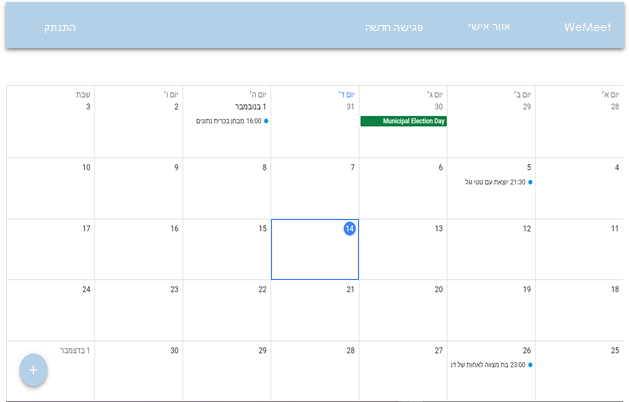 WeMeet אזור אישי פגישה חדשה התנתק
יום א' יום ב' יום ג' יום ד' יום ה' יום ו' שבת
28 29 30 31 1 בנובמבר 2 3
Municipal Election Day
16:00 מבחן בכרית נתונים
4 5 6 7 8 9 10
21:30 יוצאת עם טטי וגל
11 12 13 14 15 16 17
18 19 20 21 22 23 24
25 26 27 28 29 30 1 בדצמבר
23:00 בת מצווה לאחות של דנ
+